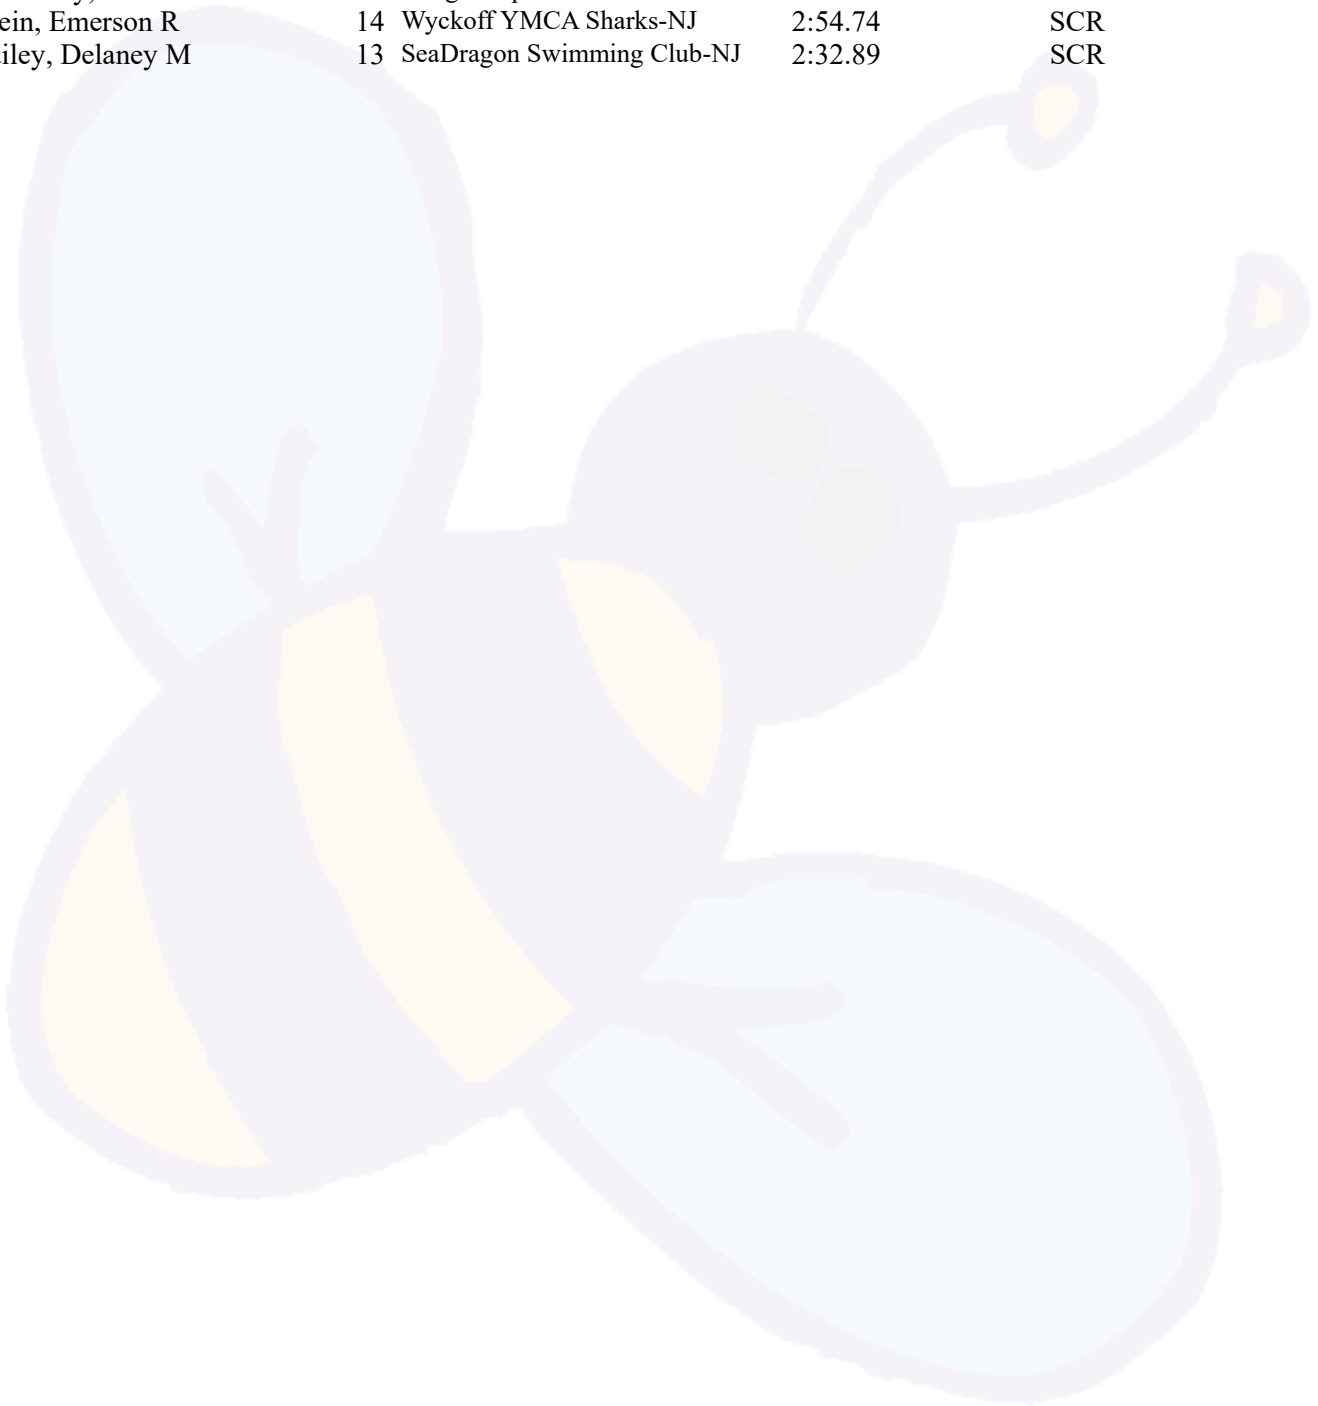 ein, Emerson R 14 Wyckoff YMCA Sharks-NJ 2:54.74 SCR
iley, Delaney M 13 SeaDragon Swimming Club-NJ 2:32.89 SCR